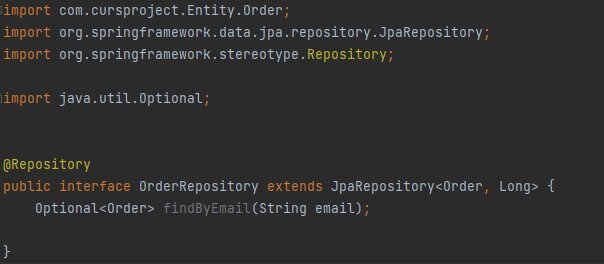 import com.cursproject.Entity.Order;
import org.springframework.data.jpa.repository.JpaRepository;
import org.springframework.stereotype.Repository;
import java.util.Optional;
@Repository
public interface OrderRepository extends JpaRepository<Order, Long> {
    Optional<Order> findByEmail(String email);
}